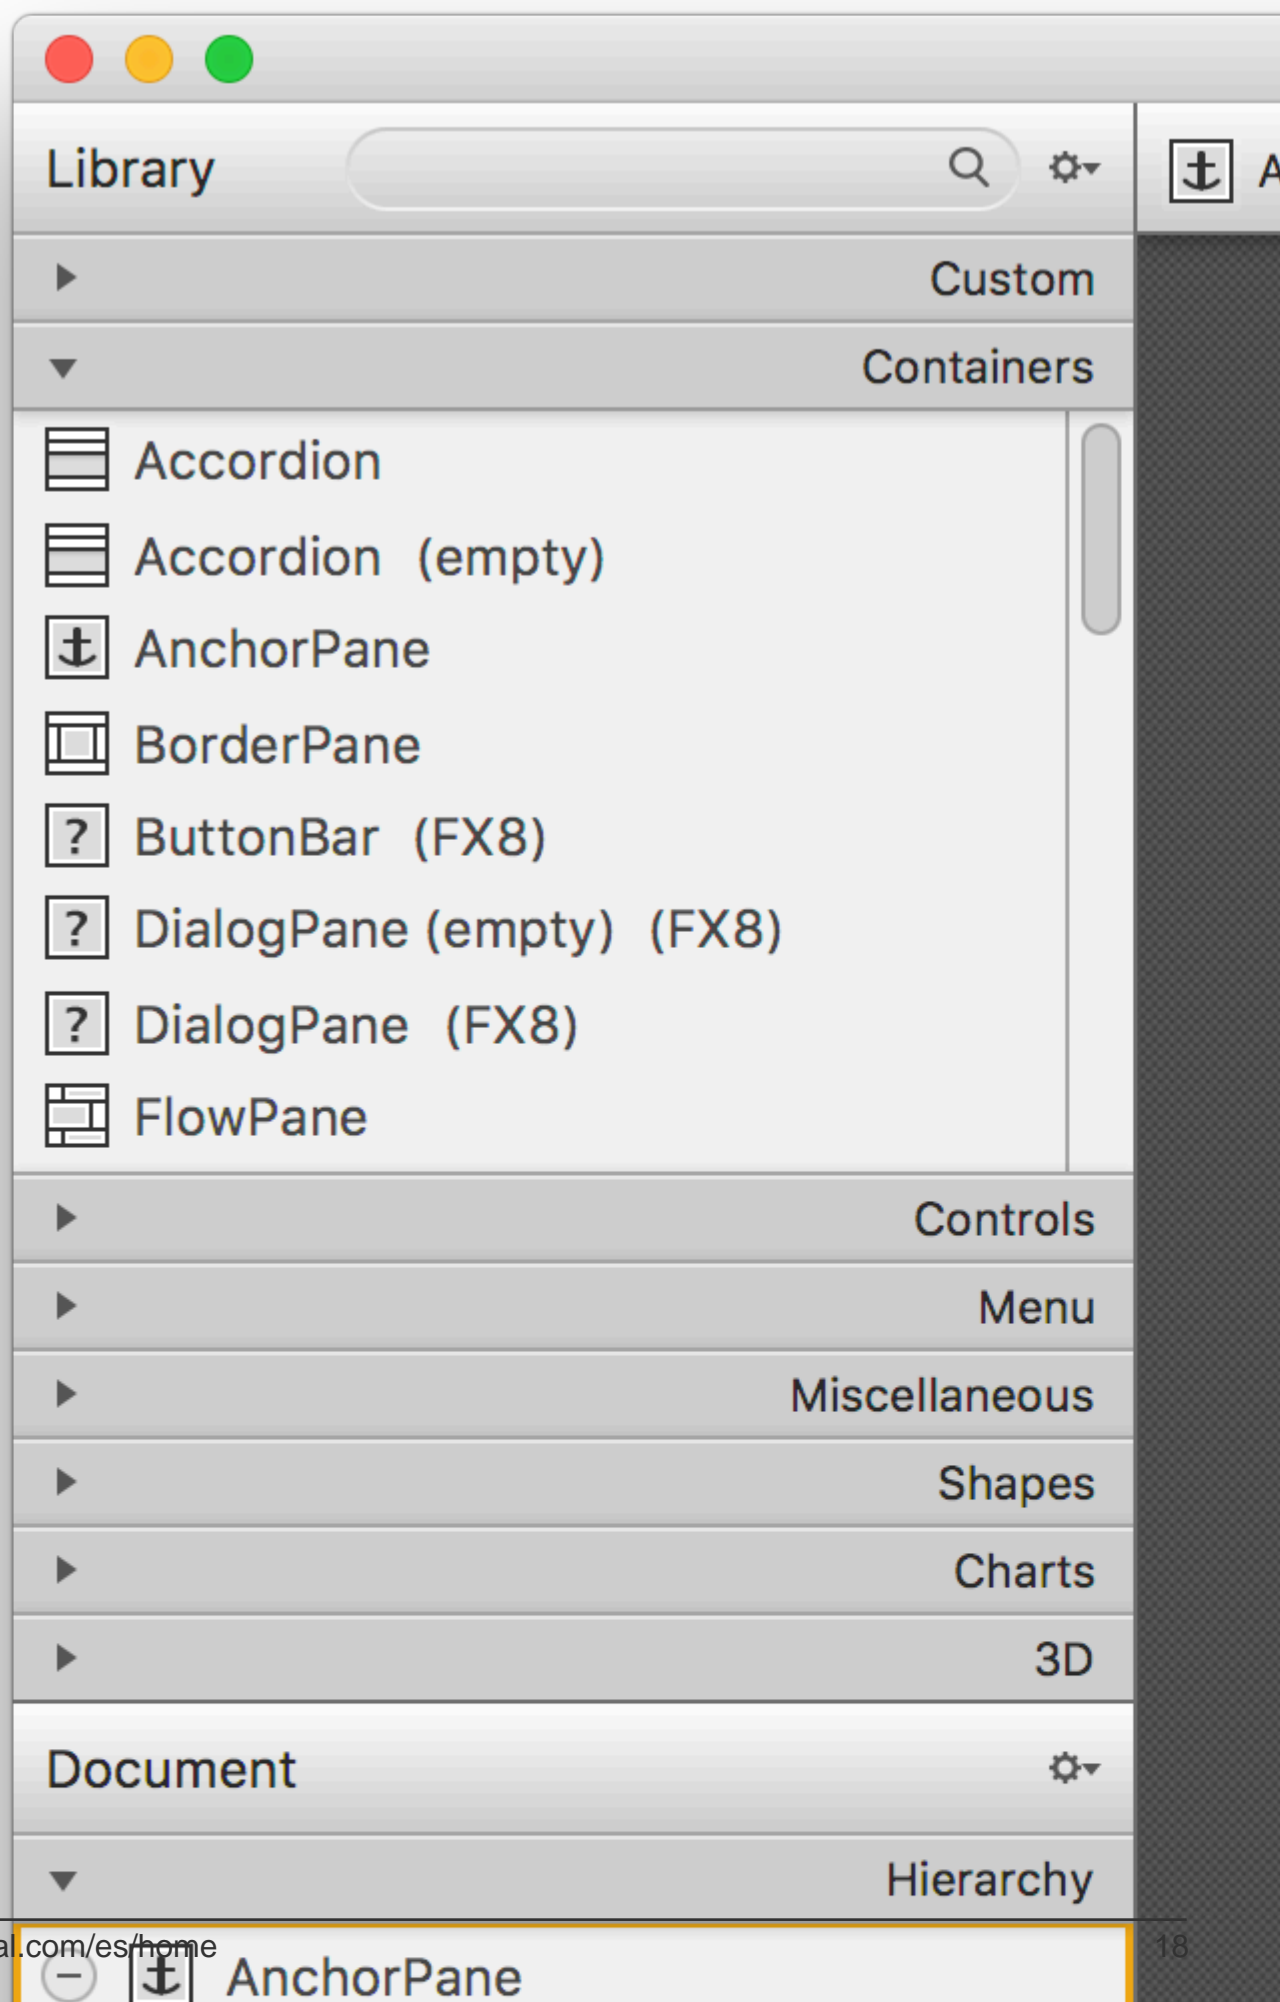 Library
A
Custom
Containers
Accordion
Accordion (empty)
AnchorPane
BorderPane
? ButtonBar (FX8)
? DialogPane (empty) (FX8)
? DialogPane (FX8)
FlowPane
Controls
Menu
Miscellaneous
Shapes
Charts
3D
Document
Hierarchy
al.com/es/home 18
AnchorPane